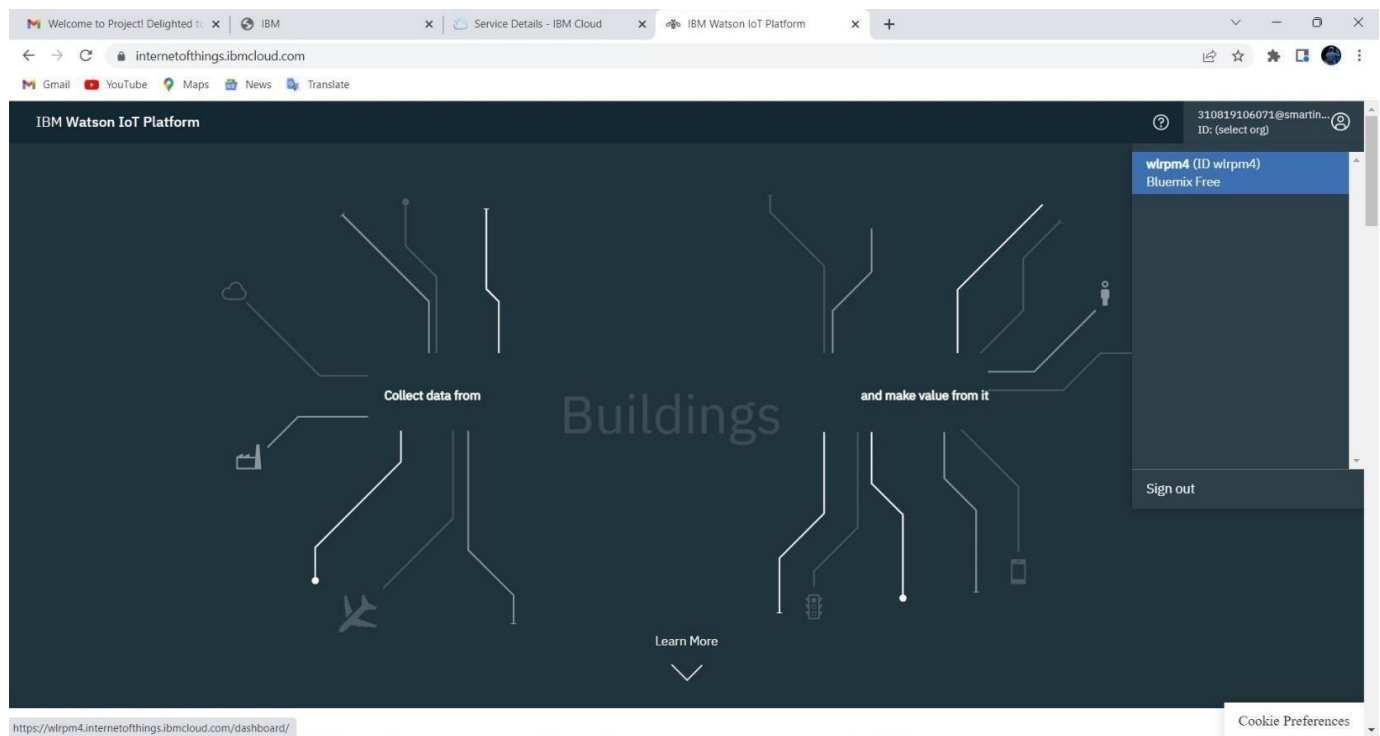 Welcome to Project! Delighted to
IBM
Service Details - IBM Cloud
IBM Watson IoT Platform
internetofthings.ibmcloud.com
Gmail
YouTube
Maps
News
Translate
IBM Watson IoT Platform
310819106071@smartin...
ID: (select org)
wlrpm4 (ID wlrpm4)
Bluemix Free
Collect data from
Buildings
and make value from it
Sign out
Learn More
https://wlrpm4.internetofthings.ibmcloud.com/dashboard/
Cookie Preferences